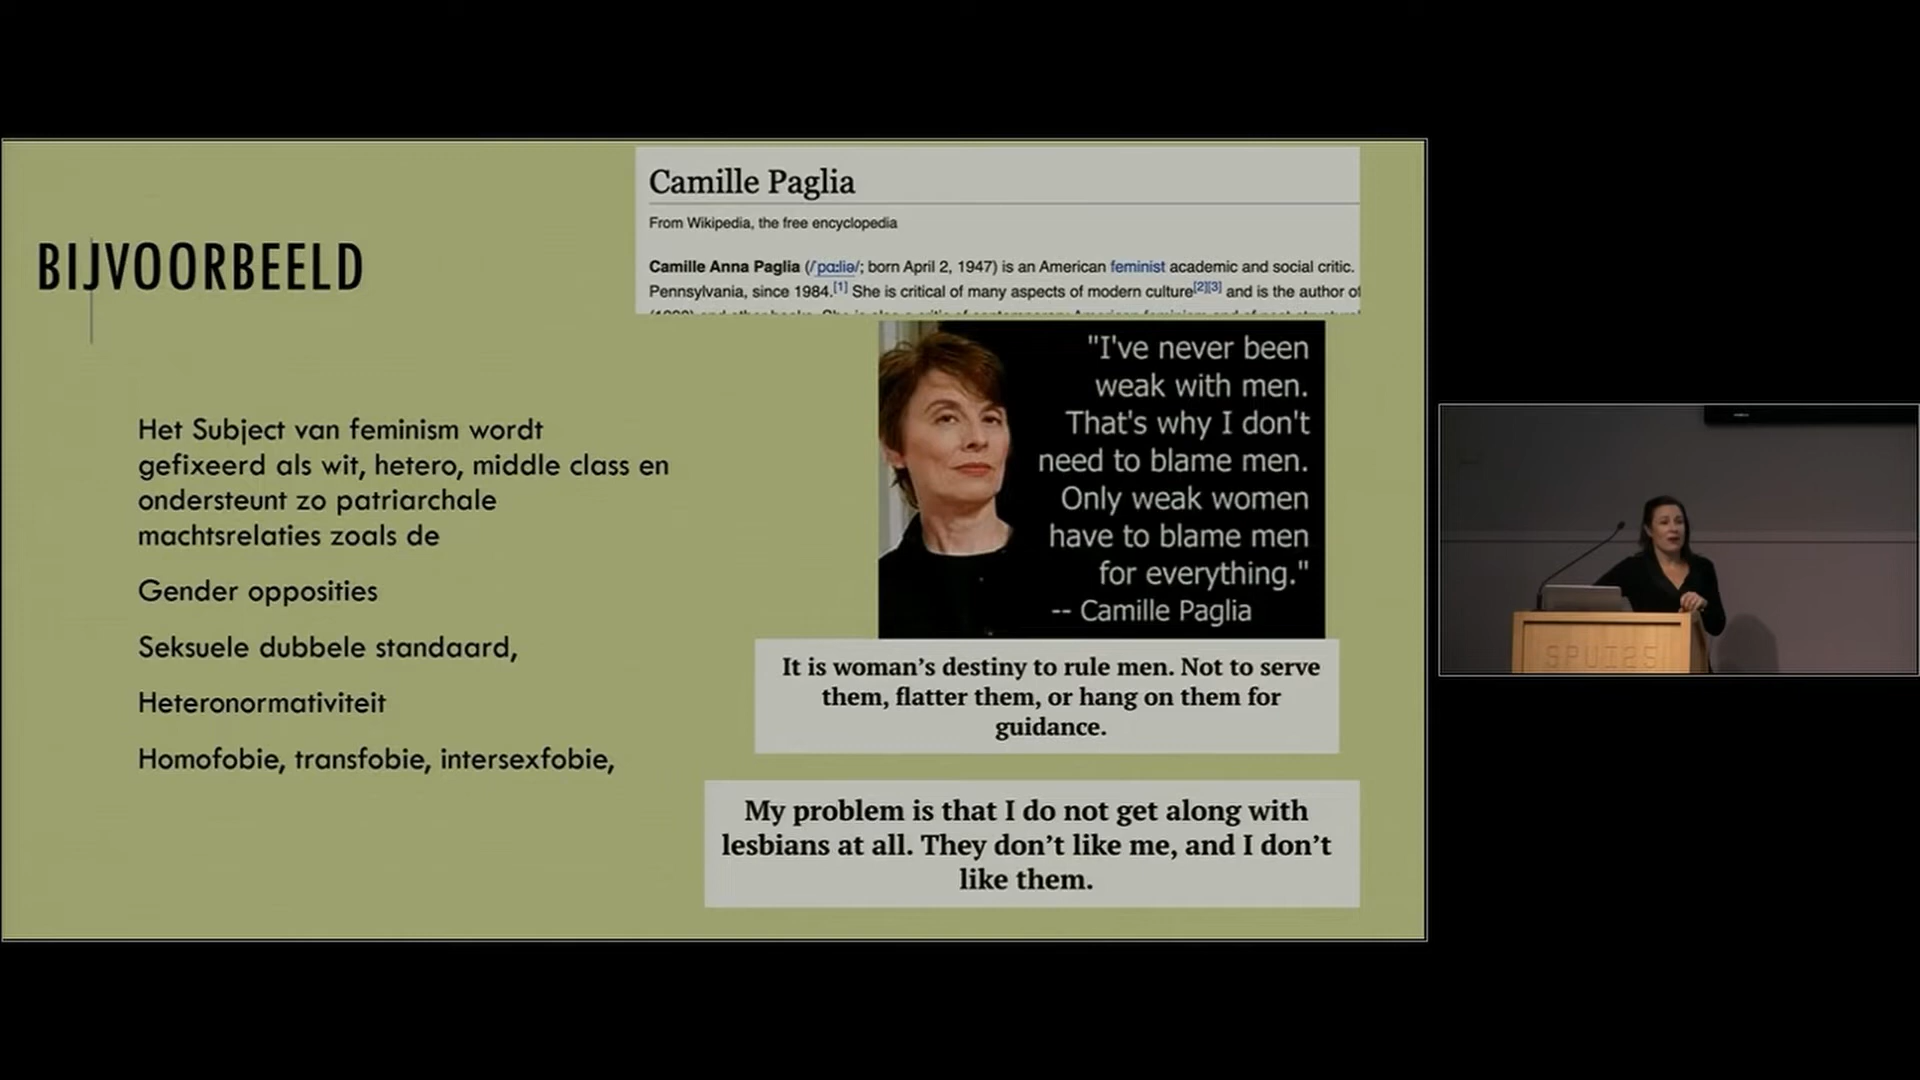 BIJVOORBEELD
Het Subject van feminism wordt
gefixeerd als wit, hetero, middle class en
ondersteunt zo patriarchale
machtsrelaties zoals de
Gender opposities
Seksuele dubbele standaard,
Heteronormativiteit
Homofobie, transfobie, intersexfobie,
Camille Paglia
From Wikipedia, the free encyclopedia
Camille Anna Paglia (/ˈpɑːliə/; born April 2, 1947) is an American feminist academic and social critic.
Pennsylvania, since 1984.[1] She is critical of many aspects of modern culture[2][3] and is the author of
"I've never been
weak with men.
That's why I don't
need to blame men.
Only weak women
have to blame men
for everything."
-- Camille Paglia
It is woman’s destiny to rule men. Not to serve
them, flatter them, or hang on them for
guidance.
My problem is that I do not get along with
lesbians at all. They don’t like me, and I don’t
like them.
SPUI25